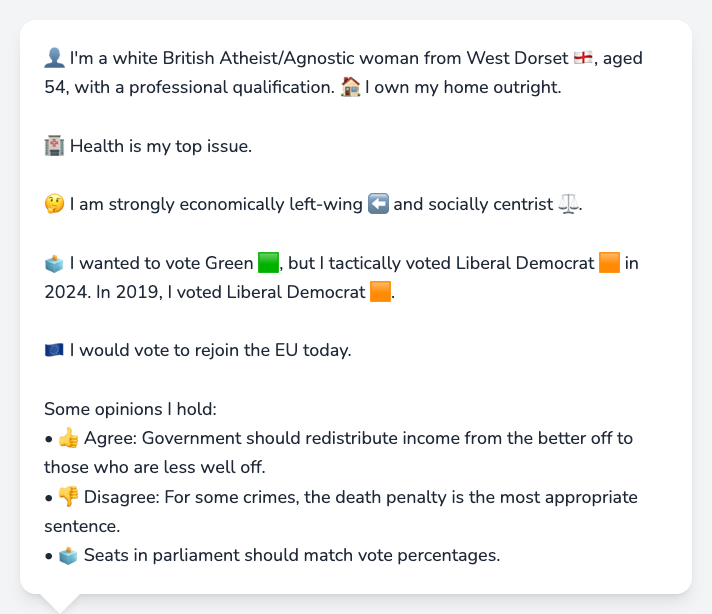 👤 I'm a white British Atheist/Agnostic woman from West Dorset 🏴󠁧󠁢󠁥󠁮󠁧󠁿, aged
54, with a professional qualification. 🏠 I own my home outright.
🏥 Health is my top issue.
🤔 I am strongly economically left-wing ⬅️ and socially centrist ⚖️.
🗳️ I wanted to vote Green 🟩, but I tactically voted Liberal Democrat 🟧 in
2024. In 2019, I voted Liberal Democrat 🟧.
🇪🇺 I would vote to rejoin the EU today.
Some opinions I hold:
• 👍 Agree: Government should redistribute income from the better off to
those who are less well off.
• 👎 Disagree: For some crimes, the death penalty is the most appropriate
sentence.
• 🗳️ Seats in parliament should match vote percentages.